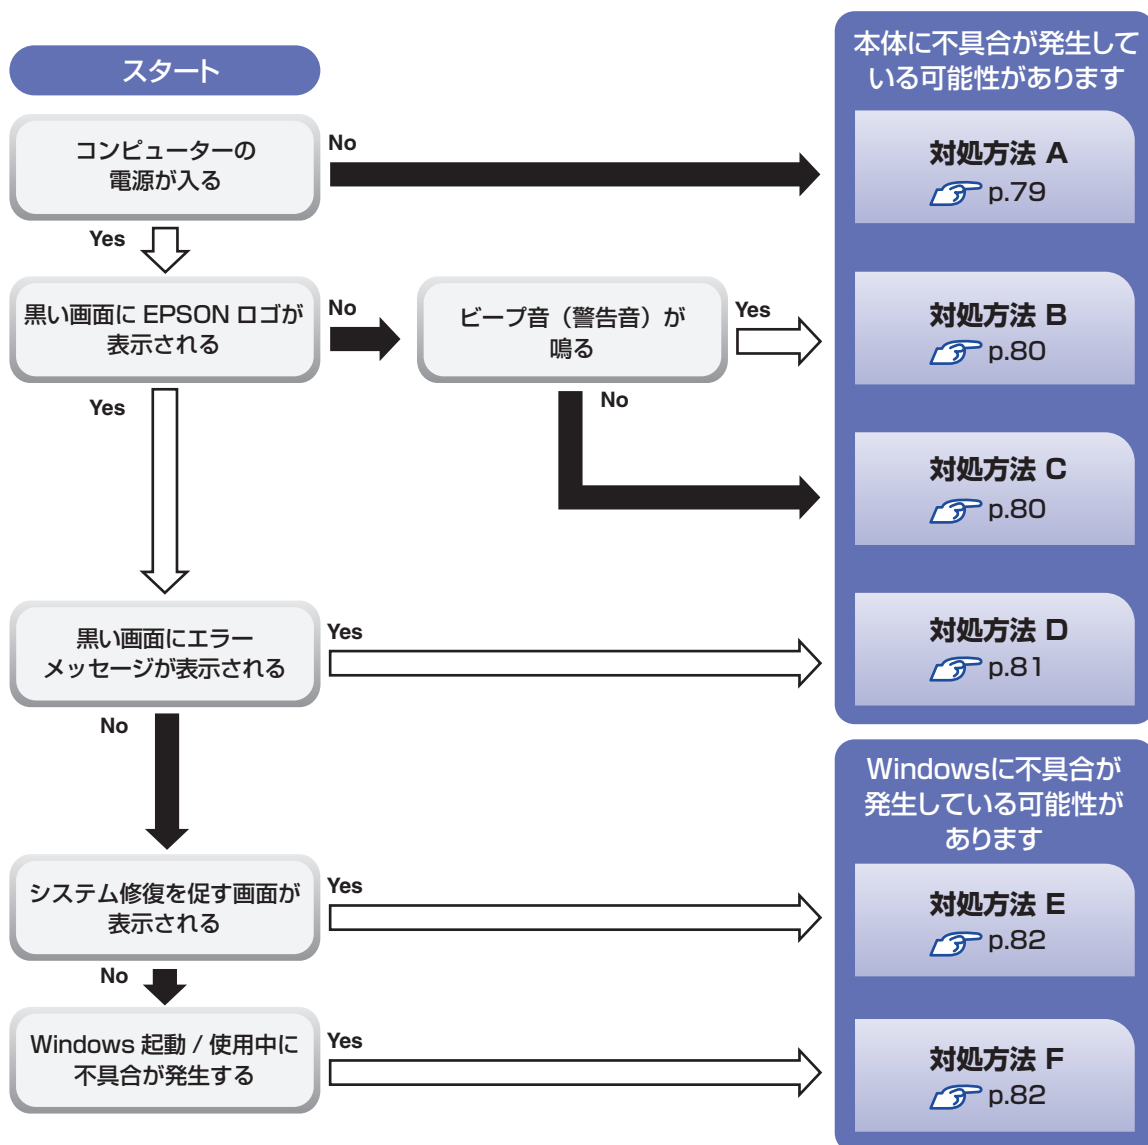 スタート
本体に不具合が発生して
いる可能性があります
コンピューターの
電源が入る
No
対処方法 A
p.79
Yes
黒い画面に EPSON ロゴが
表示される
No
ビープ音（警告音）が
鳴る
Yes
対処方法 B
p.80
Yes
No
対処方法 C
p.80
黒い画面にエラー
メッセージが表示される
Yes
対処方法 D
p.81
No
Windowsに不具合が
発生している可能性が
あります
システム修復を促す画面が
表示される
Yes
対処方法 E
p.82
No
Windows 起動 / 使用中に
不具合が発生する
Yes
対処方法 F
p.82